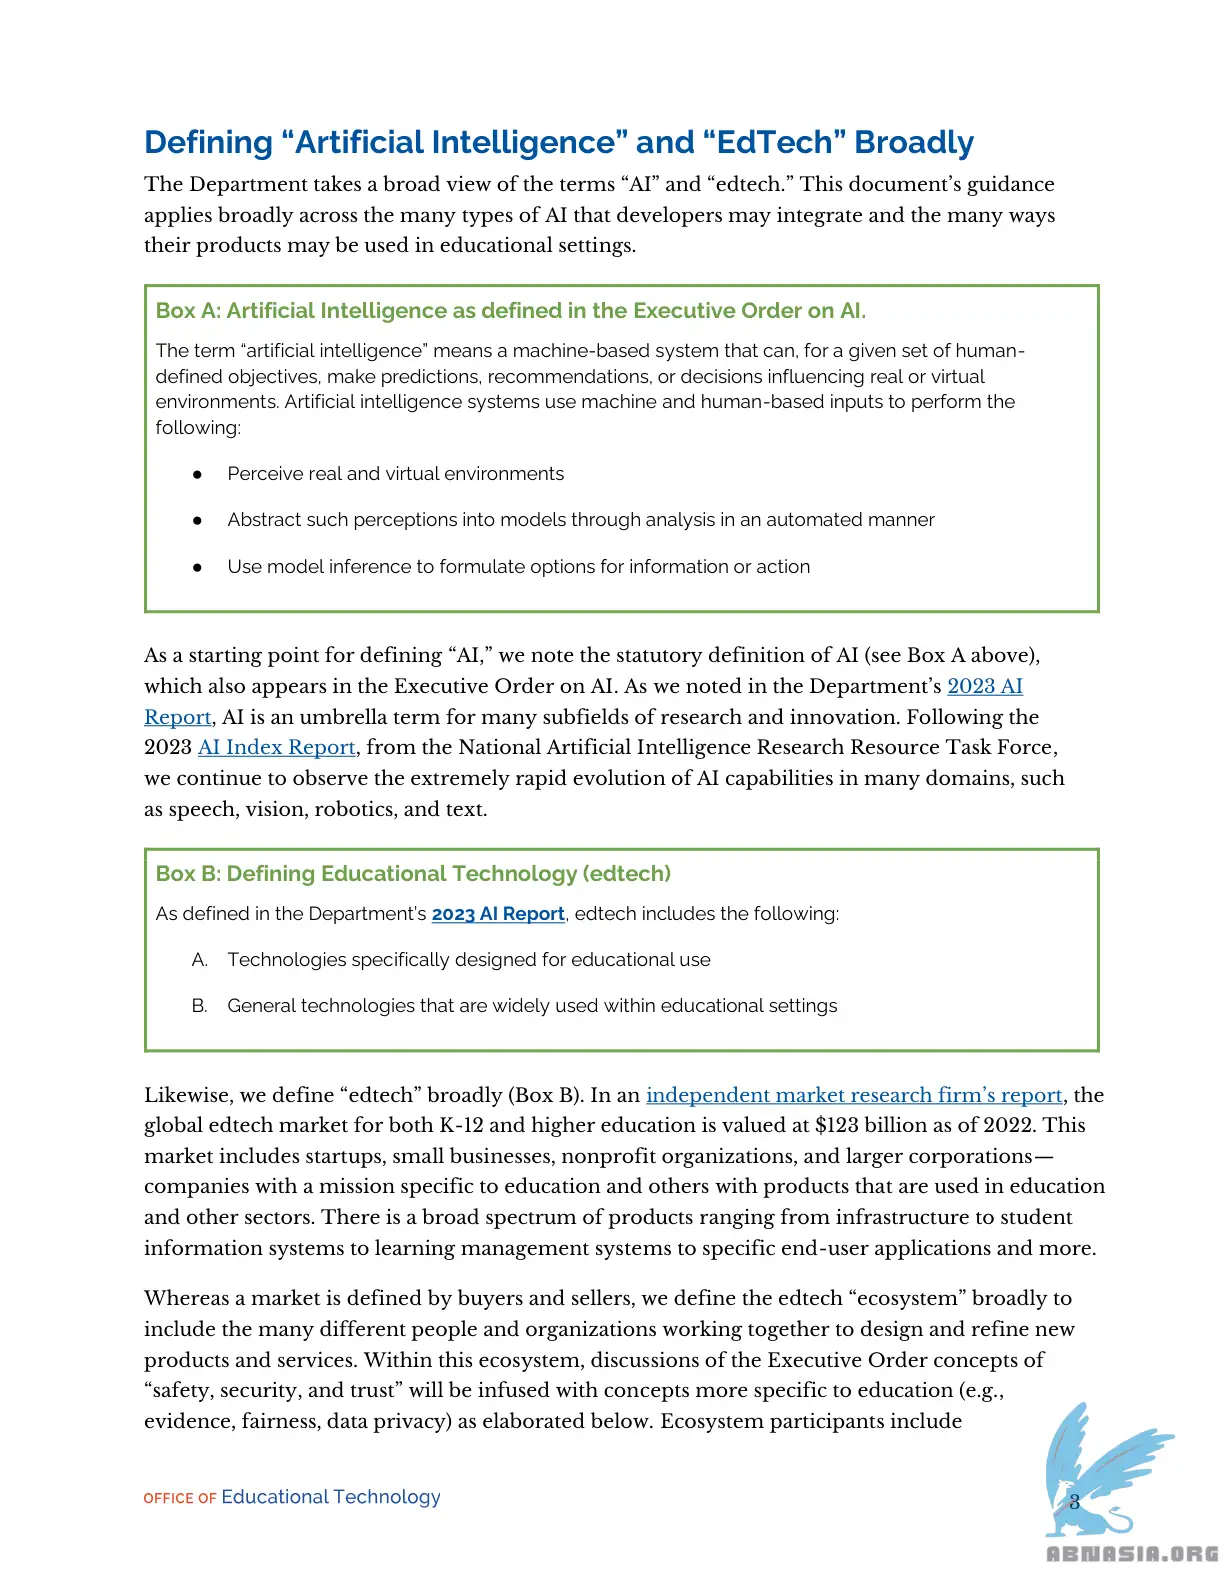 Defining “Artificial Intelligence” and “EdTech” Broadly
The Department takes a broad view of the terms “AI” and “edtech.” This document’s guidance
applies broadly across the many types of AI that developers may integrate and the many ways
their products may be used in educational settings.
Box A: Artificial Intelligence as defined in the Executive Order on AI.
The term “artificial intelligence” means a machine-based system that can, for a given set of human-
defined objectives, make predictions, recommendations, or decisions influencing real or virtual
environments. Artificial intelligence systems use machine and human-based inputs to perform the
following:
● Perceive real and virtual environments
● Abstract such perceptions into models through analysis in an automated manner
● Use model inference to formulate options for information or action
As a starting point for defining “AI,” we note the statutory definition of AI (see Box A above),
which also appears in the Executive Order on AI. As we noted in the Department’s 2023 AI
Report, AI is an umbrella term for many subfields of research and innovation. Following the
2023 AI Index Report, from the National Artificial Intelligence Research Resource Task Force,
we continue to observe the extremely rapid evolution of AI capabilities in many domains, such
as speech, vision, robotics, and text.
Box B: Defining Educational Technology (edtech)
As defined in the Department’s 2023 AI Report, edtech includes the following:
A. Technologies specifically designed for educational use
B. General technologies that are widely used within educational settings
Likewise, we define “edtech” broadly (Box B). In an independent market research firm’s report, the
global edtech market for both K-12 and higher education is valued at $123 billion as of 2022. This
market includes startups, small businesses, nonprofit organizations, and larger corporations—
companies with a mission specific to education and others with products that are used in education
and other sectors. There is a broad spectrum of products ranging from infrastructure to student
information systems to learning management systems to specific end-user applications and more.
Whereas a market is defined by buyers and sellers, we define the edtech “ecosystem” broadly to
include the many different people and organizations working together to design and refine new
products and services. Within this ecosystem, discussions of the Executive Order concepts of
“safety, security, and trust” will be infused with concepts more specific to education (e.g.,
evidence, fairness, data privacy) as elaborated below. Ecosystem participants include
OFFICE OF Educational Technology
3
ABNASIA.ORG